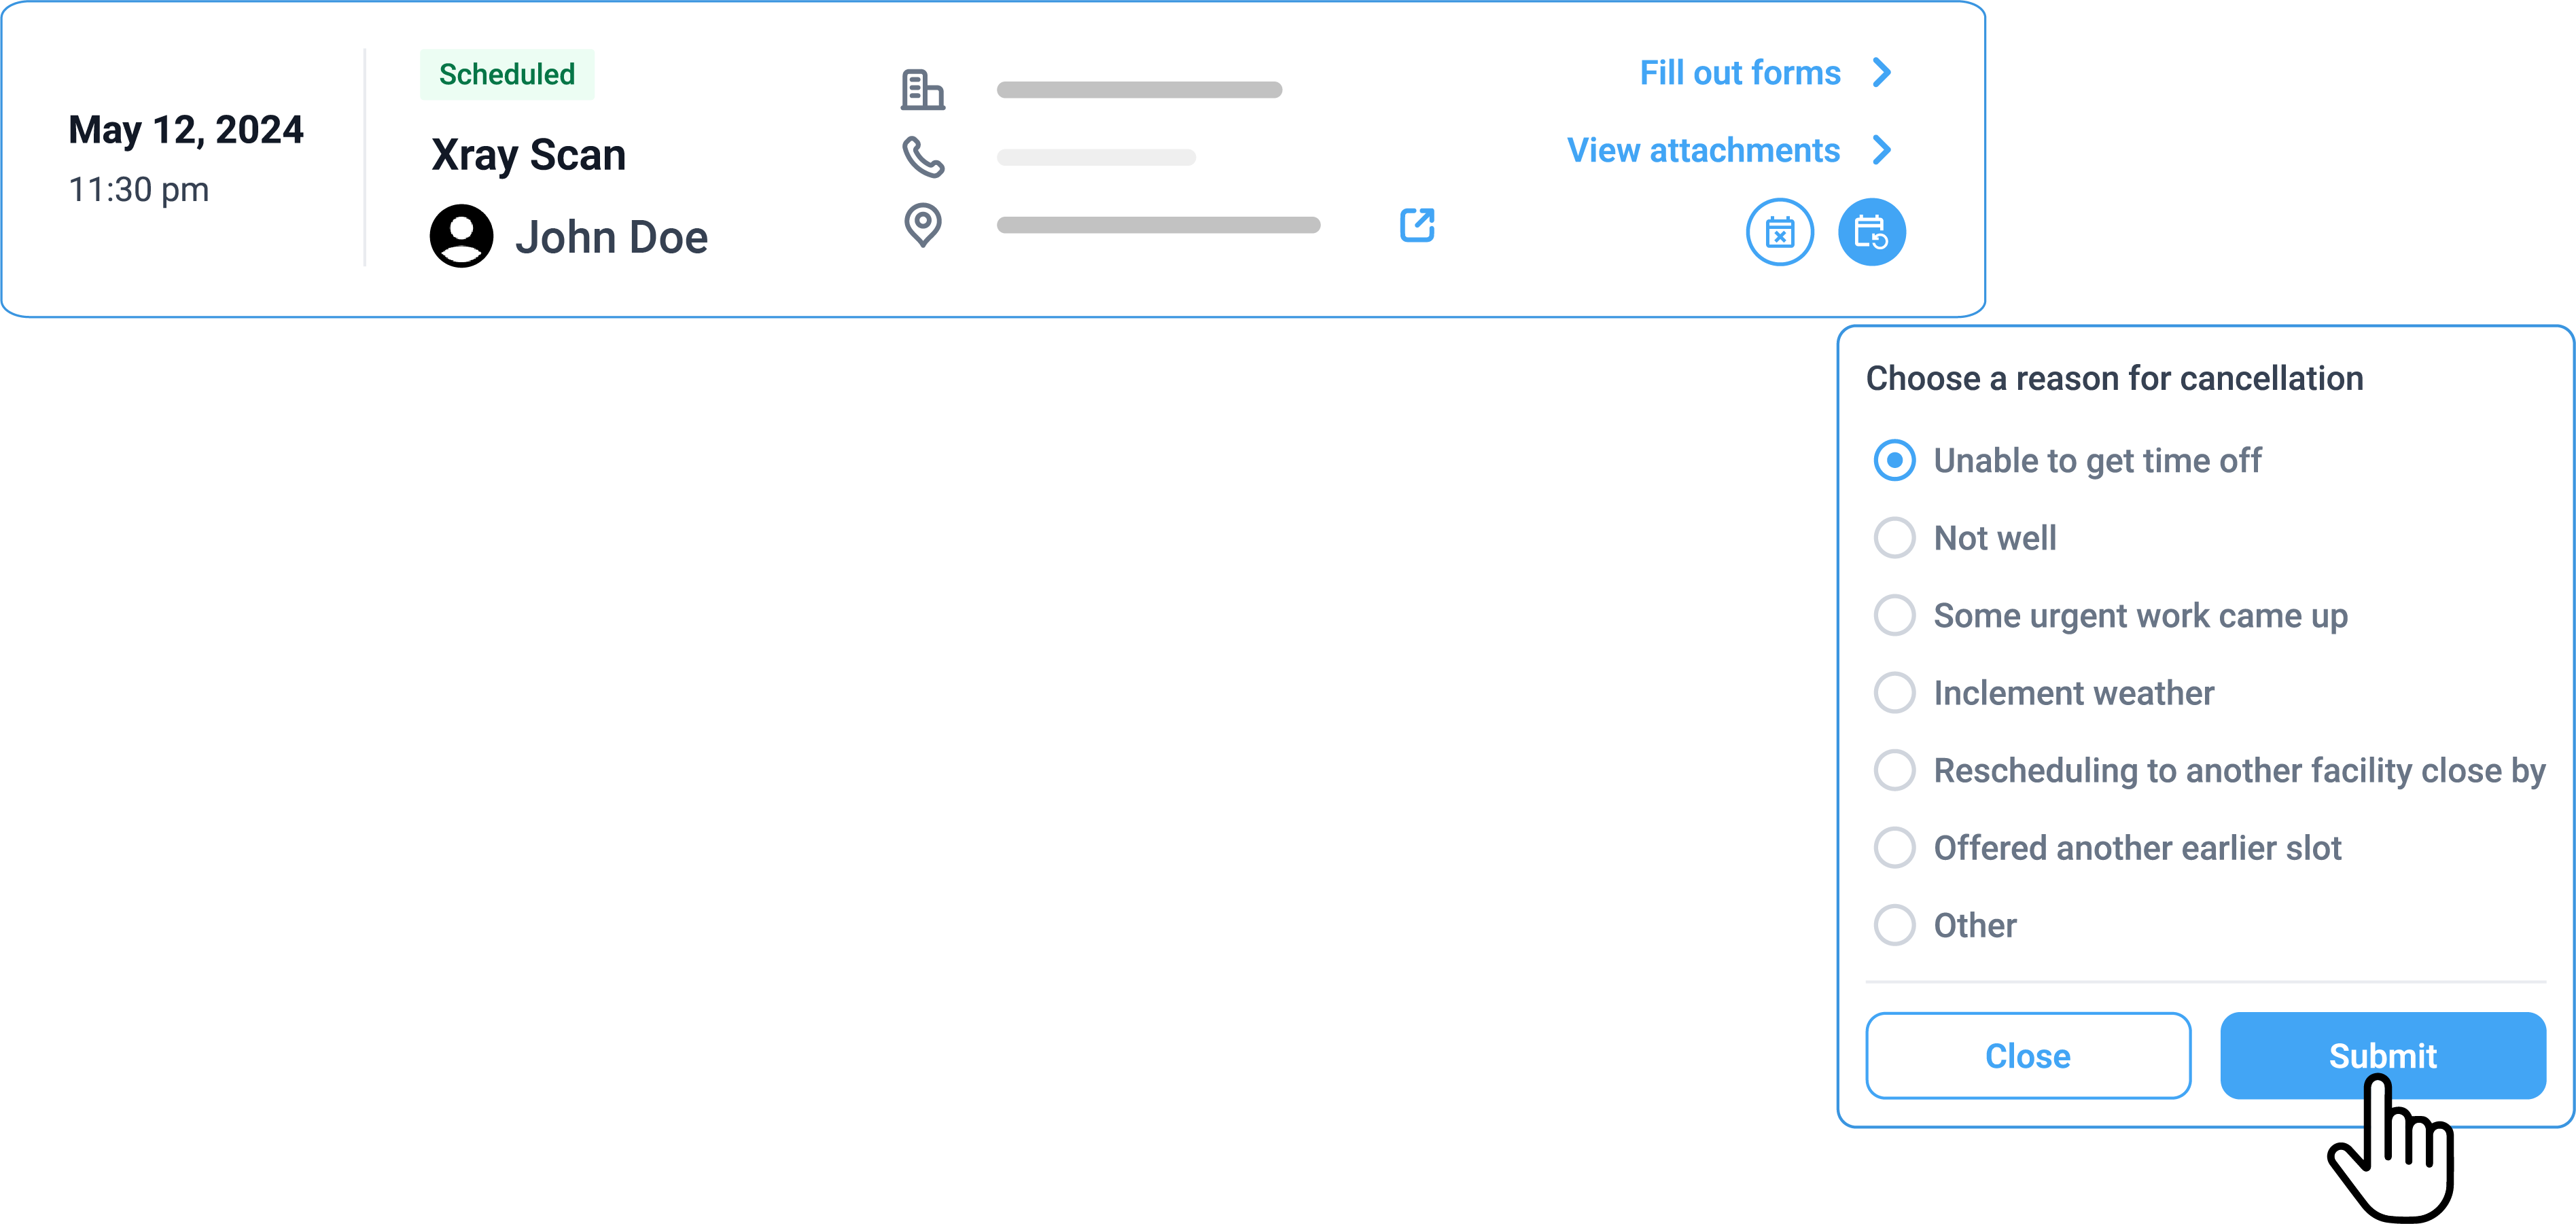 May 12, 2024
11:30 pm
Scheduled
Xray Scan
John Doe
Fill out forms
View attachments
Choose a reason for cancellation
Unable to get time off
Not well
Some urgent work came up
Inclement weather
Rescheduling to another facility close by
Offered another earlier slot
Other
Close
Submit